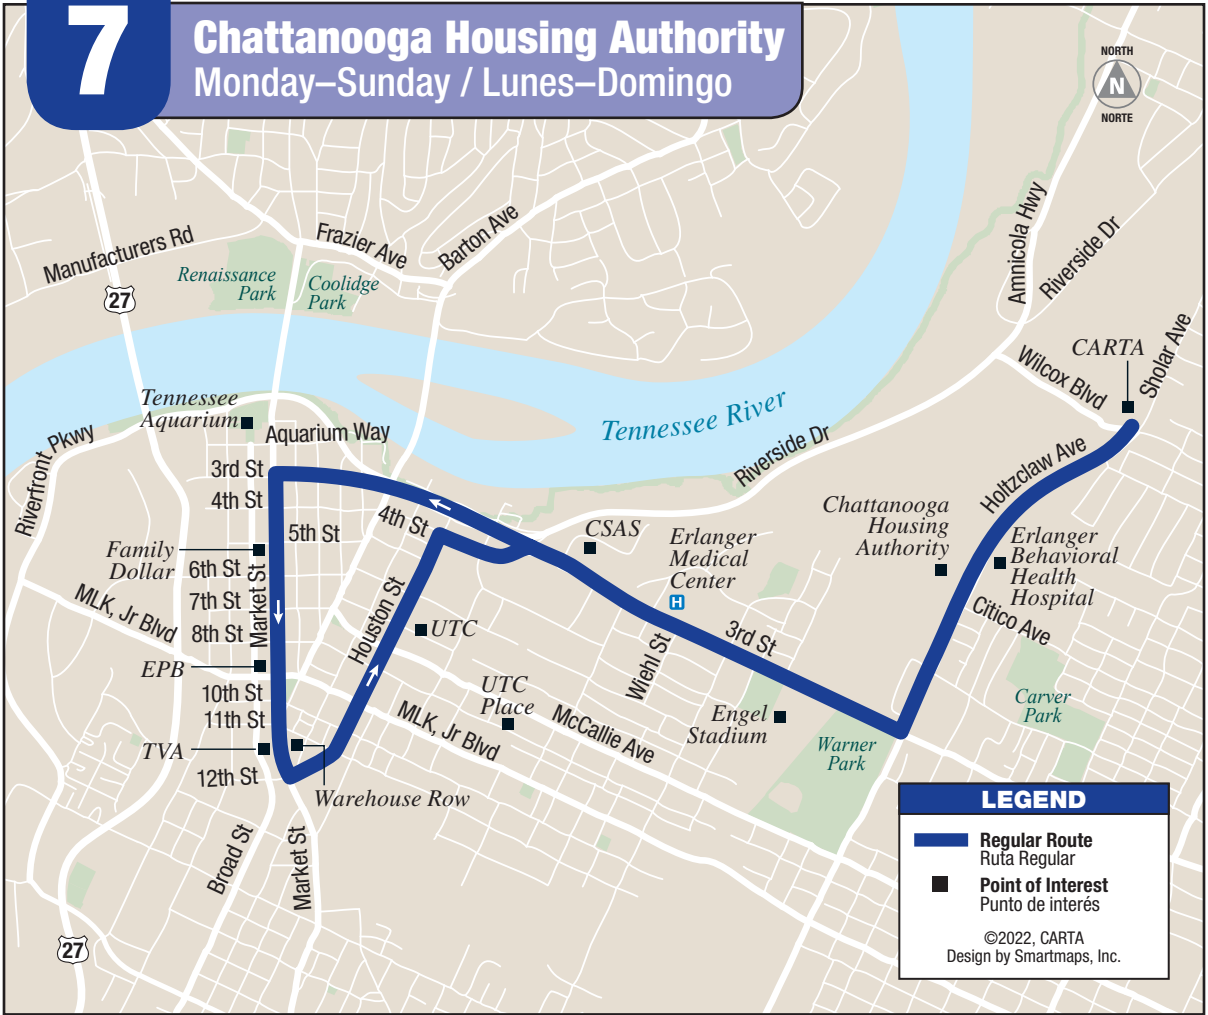 7
Chattanooga Housing Authority
Monday–Sunday / Lunes–Domingo
NORTH
N
NORTE
Manufacturers Rd
27
Renaissance
Park
Frazier Ave
Coolidge
Park
Barton Ave
Amnicola Hwy
Riverside Dr
CARTA
Wilcox Blvd
Sholar Ave
Tennessee
Aquarium
Aquarium Way
Tennessee River
Riverside Dr
Riverfront Pkwy
3rd St
4th St
5th St
4th St
Holtzclaw Ave
Chattanooga
Housing
Authority
CSAS
Erlanger
Medical
Center
H
Erlanger
Behavioral
Health
Hospital
Family
Dollar
6th St
7th St
8th St
Market St
MLK, Jr Blvd
Houston St
UTC
3rd St
Wiehl St
Citico Ave
EPB
10th St
11th St
UTC
Place
MLK, Jr Blvd
McCallie Ave
Engel
Stadium
Warner
Park
Carver
Park
TVA
12th St
Warehouse Row
Broad St
Market St
27
LEGEND
Regular Route
Ruta Regular
Point of Interest
Punto de interés
©2022, CARTA
Design by Smartmaps, Inc.